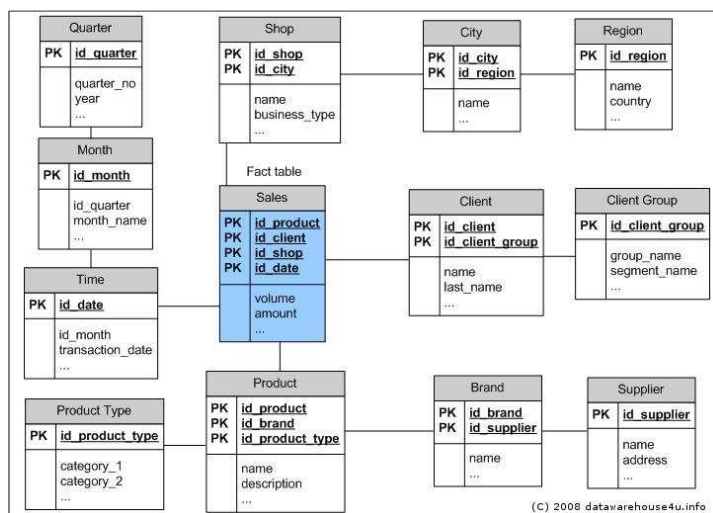 Quarter
PK id_quarter
quarter_no
year
...
Shop
PK id_shop
PK id_city
name
business_type
...
City
PK id_city
PK id_region
name
...
Region
PK id_region
name
country
...
Month
PK id_month
id_quarter
month_name
...
Fact table
Sales
PK id_product
PK id_client
PK id_shop
PK id_date
volume
amount
...
Client
PK id_client
PK id_client_group
name
last_name
...
Client Group
PK id_client_group
group_name
segment_name
...
Time
PK id_date
id_month
transaction_date
...
Product Type
PK id_product_type
category_1
category_2
...
Product
PK id_product
PK id_brand
PK id_product_type
name
description
...
Brand
PK id_brand
PK id_supplier
name
...
Supplier
PK id_supplier
name
address
...
(C) 2008 datawarehouse4u.info